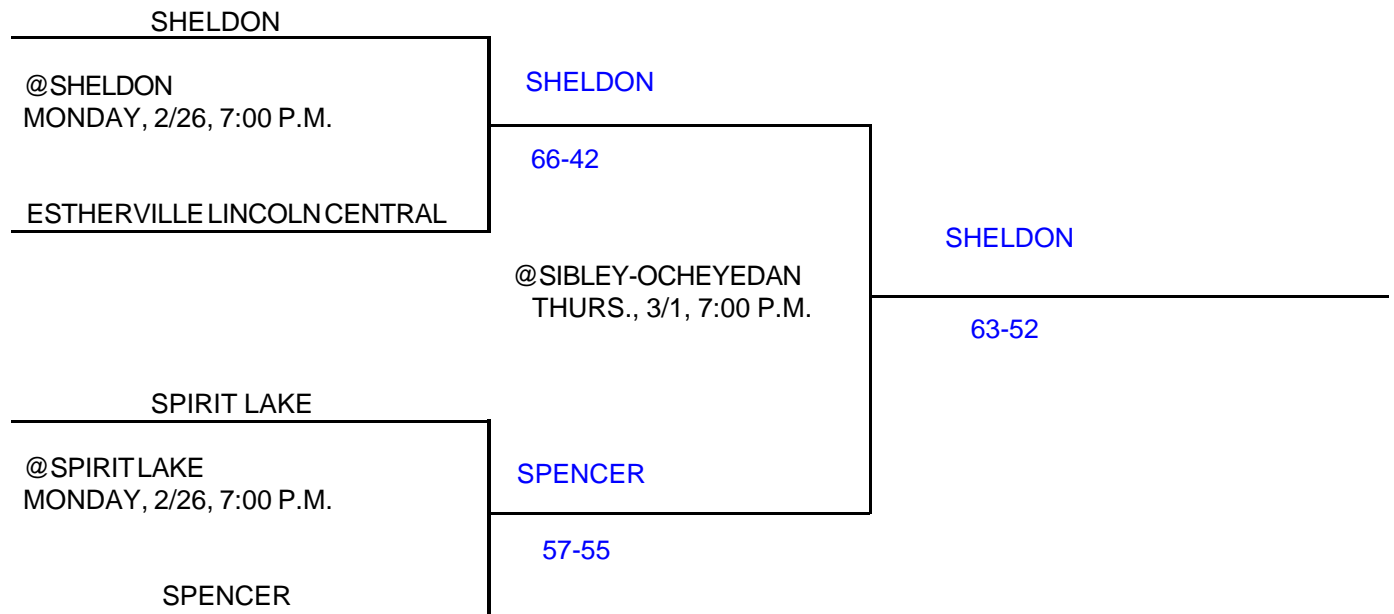 SHELDON
@SHELDON
MONDAY, 2/26, 7:00 P.M.
SHELDON
66-42
ESTHERVILLE LINCOLN CENTRAL
SHELDON
@SIBLEY-OCHEYEDAN
THURS., 3/1, 7:00 P.M.
63-52
SPIRIT LAKE
@SPIRIT LAKE
MONDAY, 2/26, 7:00 P.M.
SPENCER
57-55
SPENCER